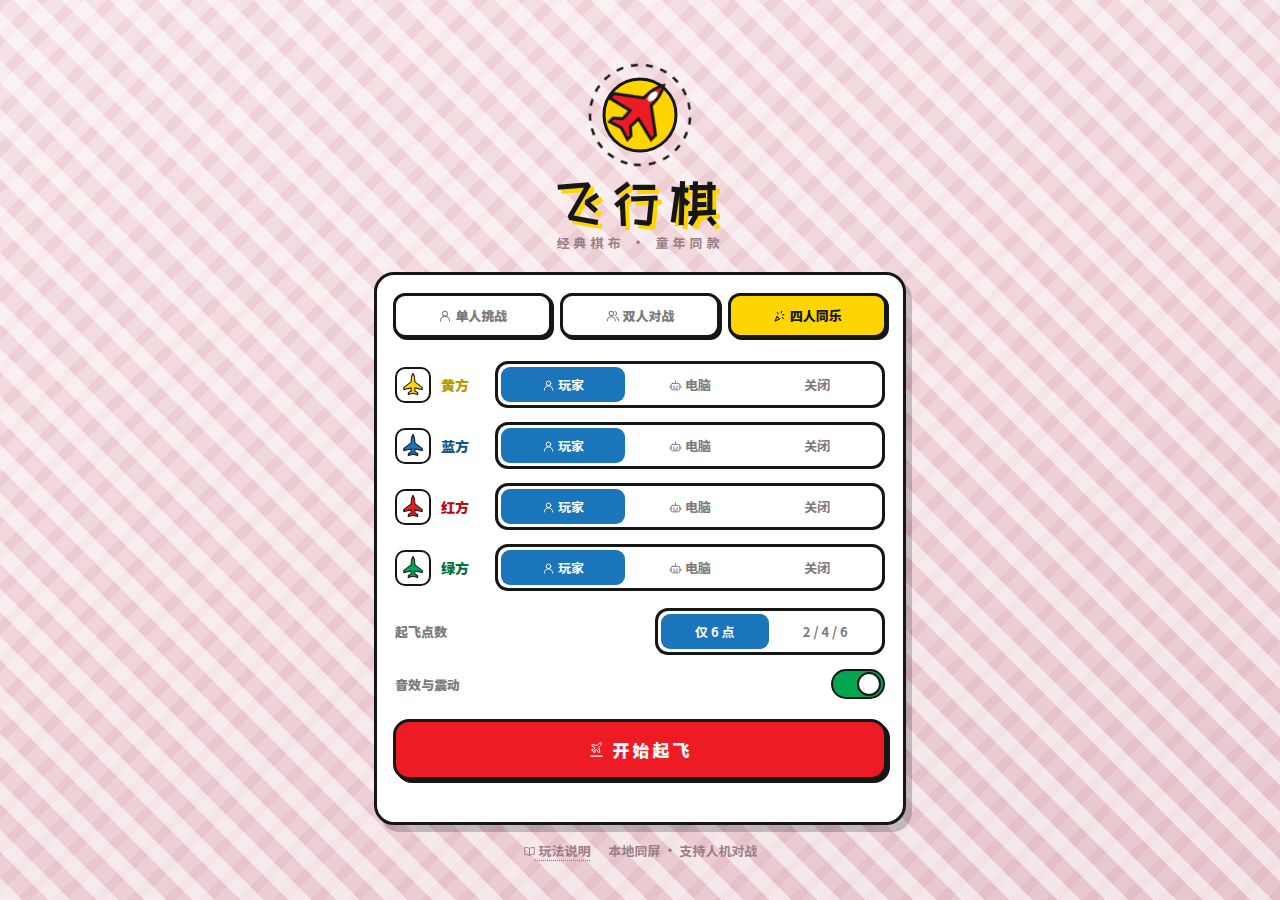 飞行棋
经典棋布 • 童年同款
单人挑战 双人对战 四人同乐
黄方 玩家 电脑 关闭
蓝方 玩家 电脑 关闭
红方 玩家 电脑 关闭
绿方 玩家 电脑 关闭
起飞点数 仅 6 点 2 / 4 / 6
音效与震动
开始起飞
玩法说明 本地同屏 • 支持人机对战